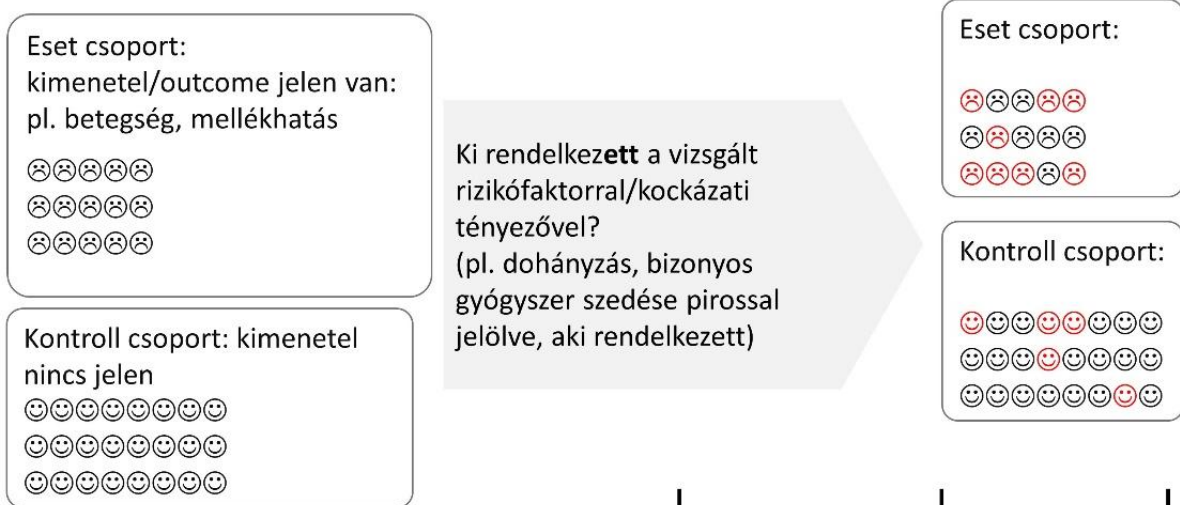 Eset csoport:
kimenetel/outcome jelen van:
pl. betegség, mellékhatás
Kontroll csoport: kimenetel
nincs jelen
Ki rendelkezett a vizsgált
rizikófaktorral/kockázati
tényezővel?
(pl. dohányzás, bizonyos
gyógyszer szedése pirossal
jelölve, aki rendelkezett)
Eset csoport:
Kontroll csoport: